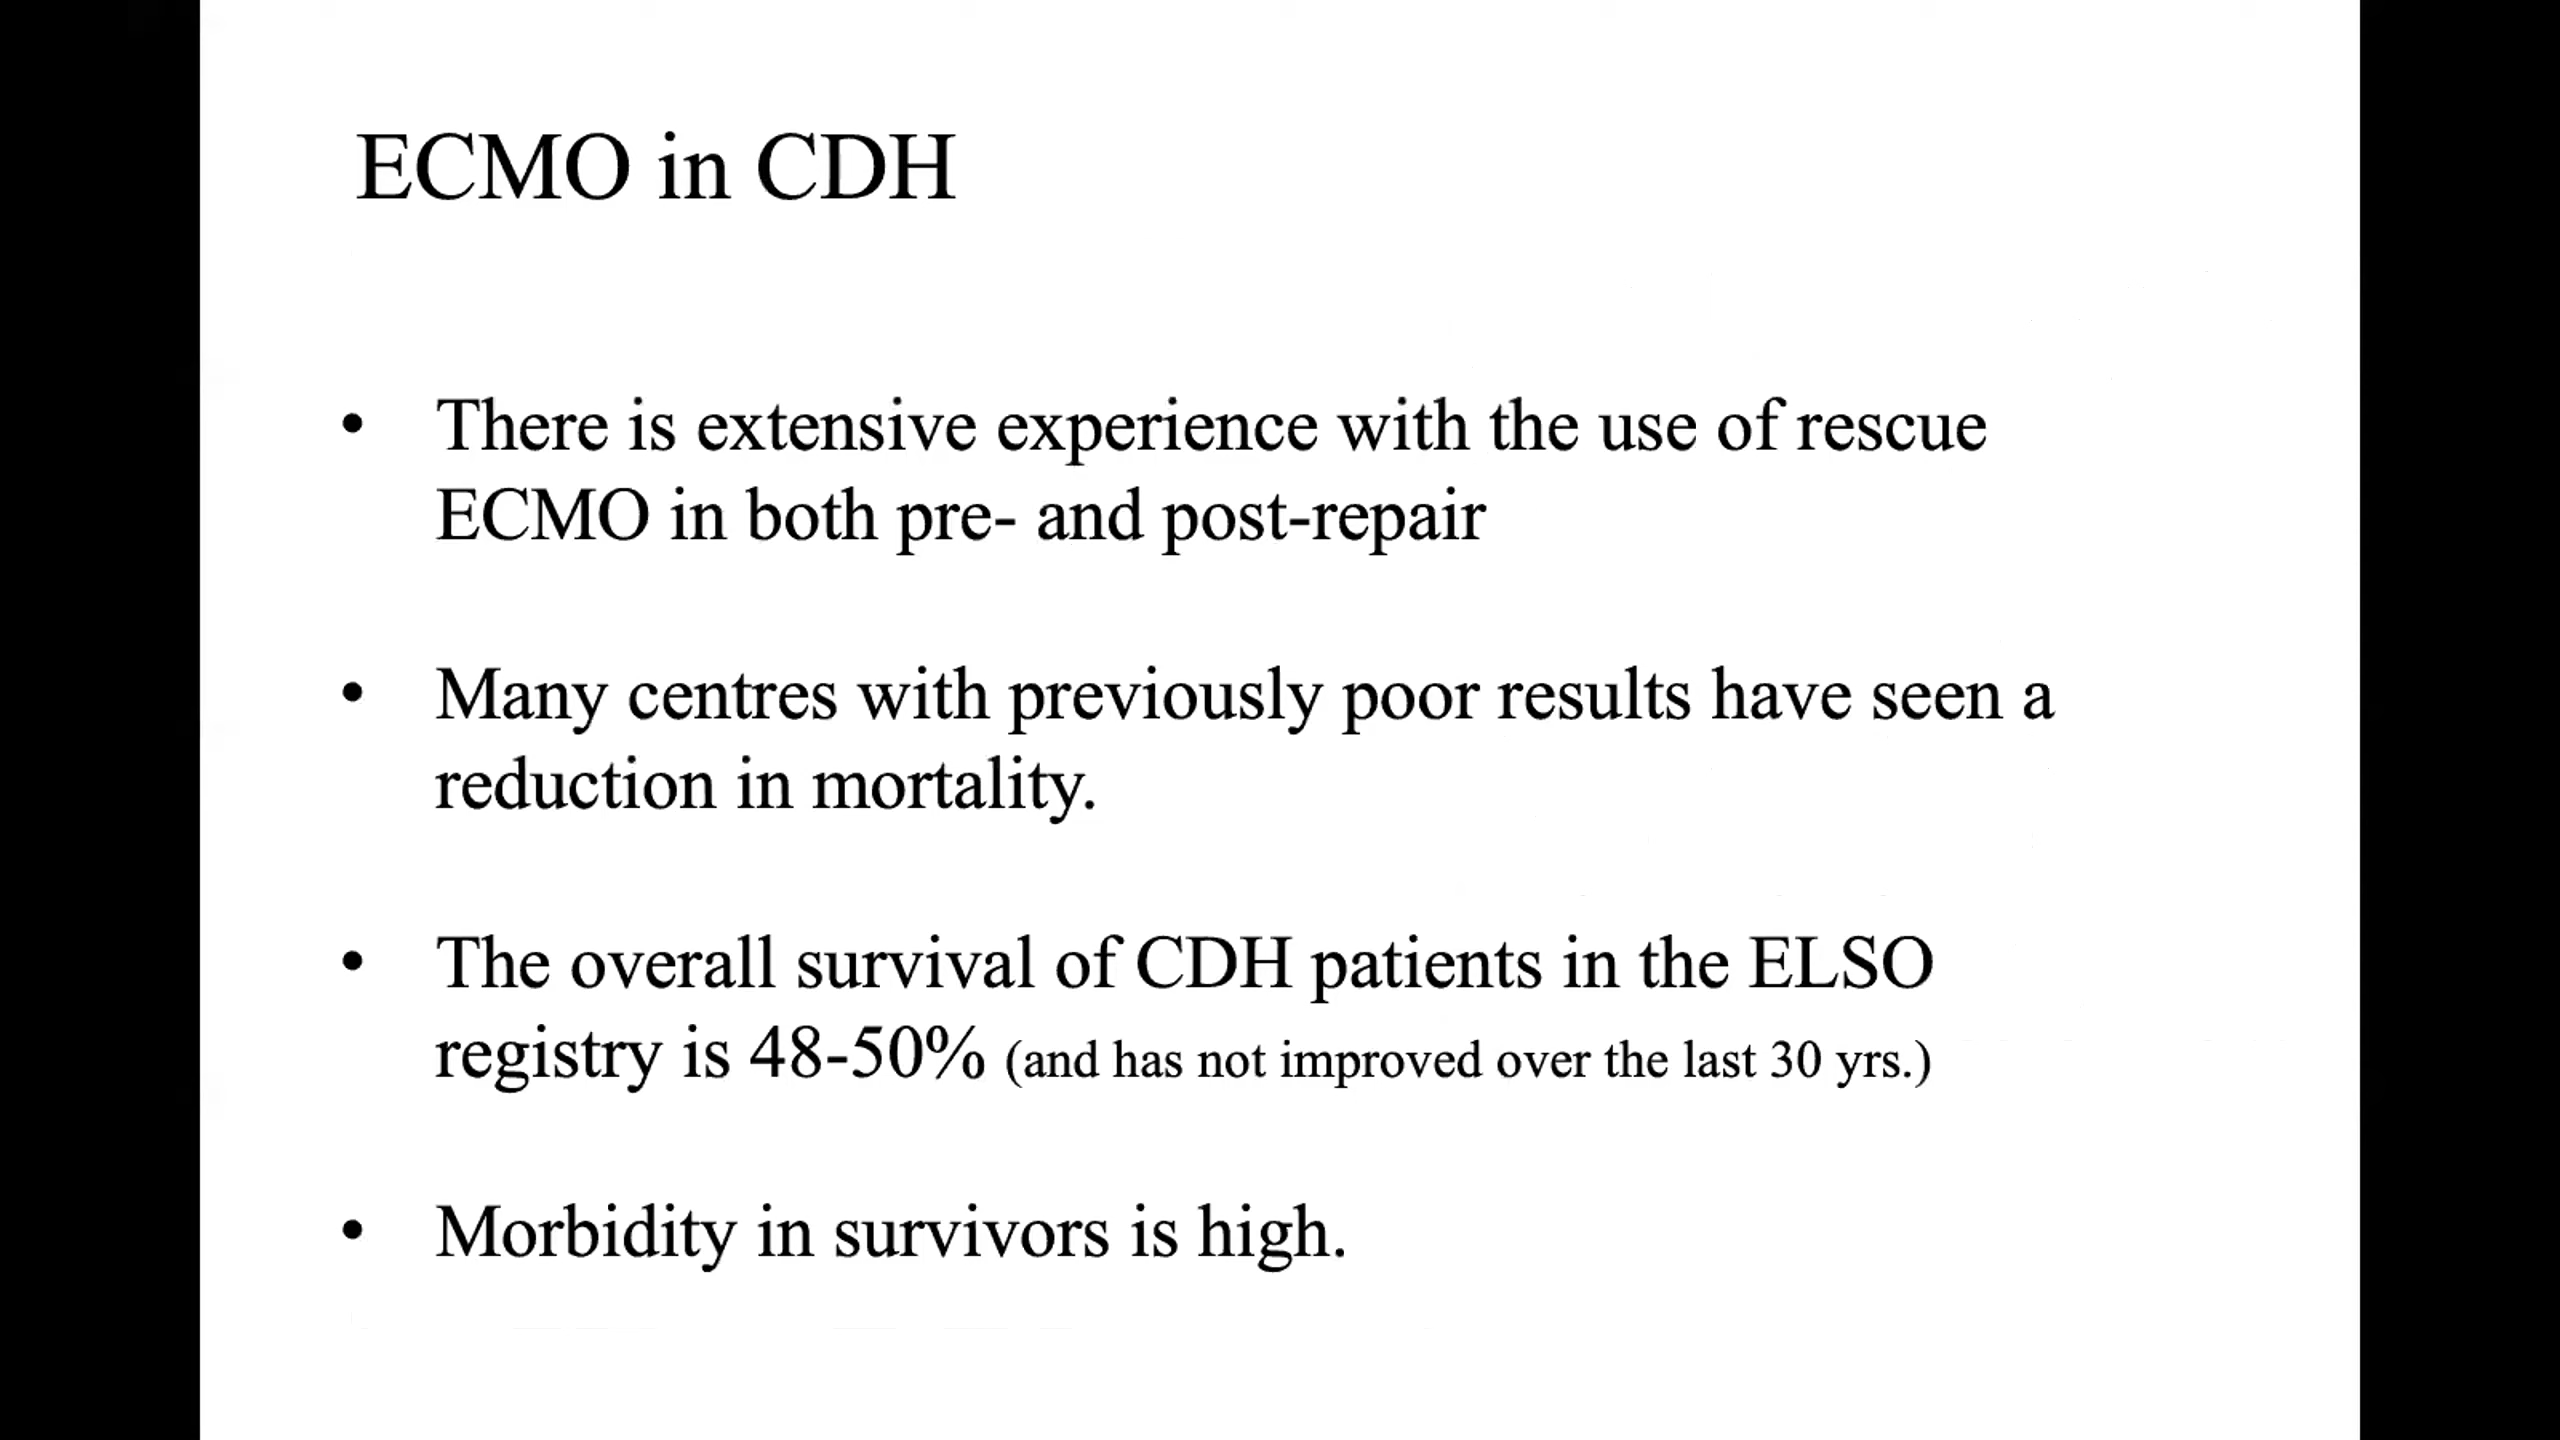 ECMO in CDH
• There is extensive experience with the use of rescue
ECMO in both pre- and post-repair
• Many centres with previously poor results have seen a
reduction in mortality.
• The overall survival of CDH patients in the ELSO
registry is 48-50% (and has not improved over the last 30 yrs.)
• Morbidity in survivors is high.